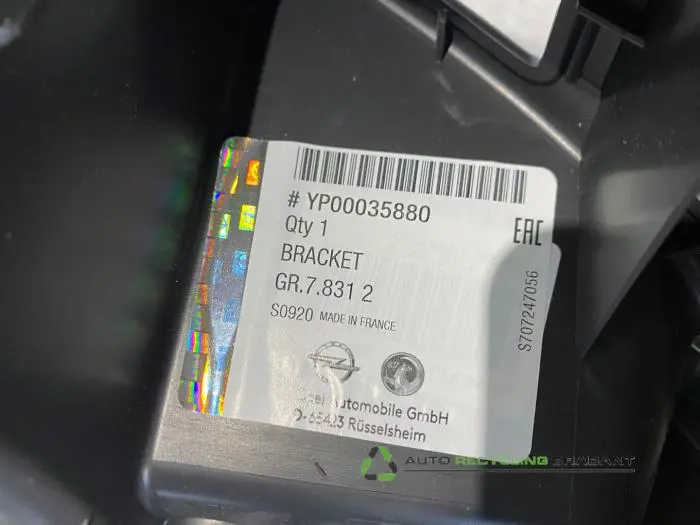 # YP00035880
Qty 1
BRACKET
GR.7.831 2
S0920 MADE IN FRANCE
EAC
S707247056
Automobile GmbH
D-65423 Rüsselsheim
AUTO RECYCLING BRABANT